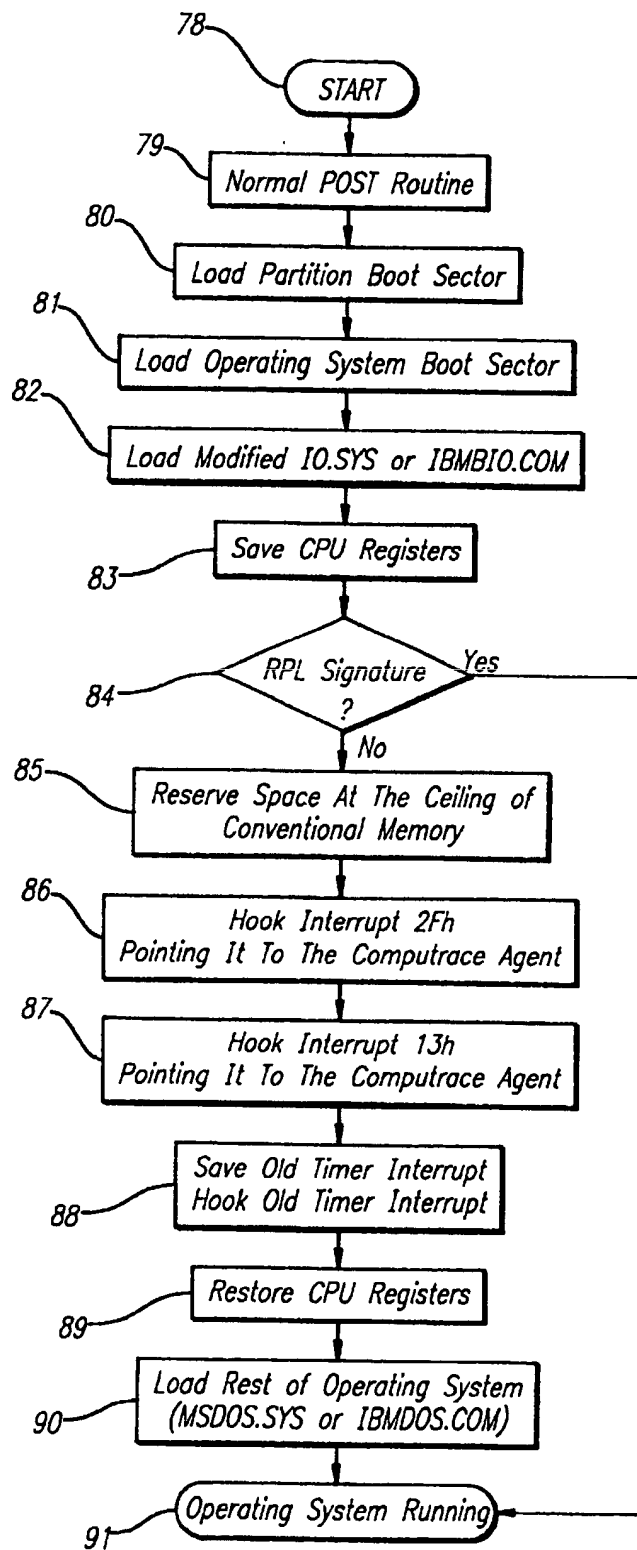 78
START
79
Normal POST Routine
80
Load Partition Boot Sector
81
Load Operating System Boot Sector
82
Load Modified IO.SYS or IBMBIO.COM
83
Save CPU Registers
84
RPL Signature
?
Yes
No
85
Reserve Space At The Ceiling of
Conventional Memory
86
Hook Interrupt 2Fh
Pointing It To The Computrace Agent
87
Hook Interrupt 13h
Pointing It To The Computrace Agent
88
Save Old Timer Interrupt
Hook Old Timer Interrupt
89
Restore CPU Registers
90
Load Rest of Operating System
(MSDOS.SYS or IBMDOS.COM)
91
Operating System Running